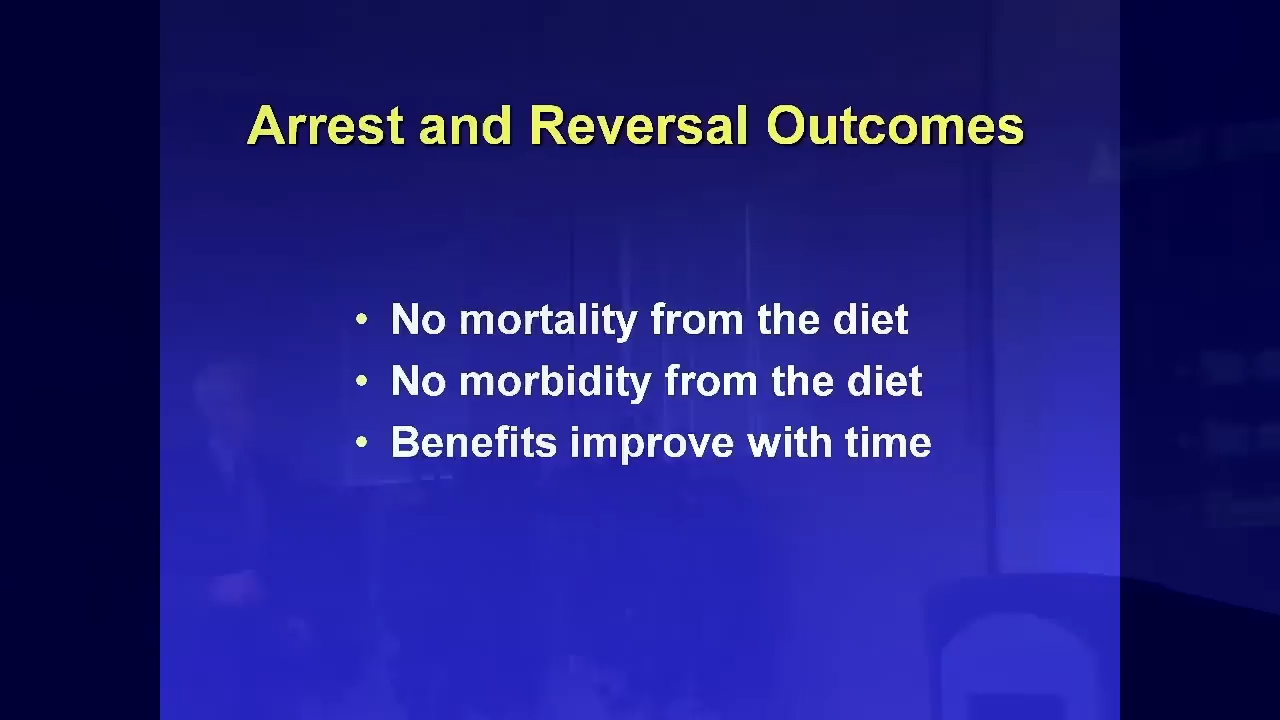 Arrest and Reversal Outcomes
• No mortality from the diet
• No morbidity from the diet
• Benefits improve with time